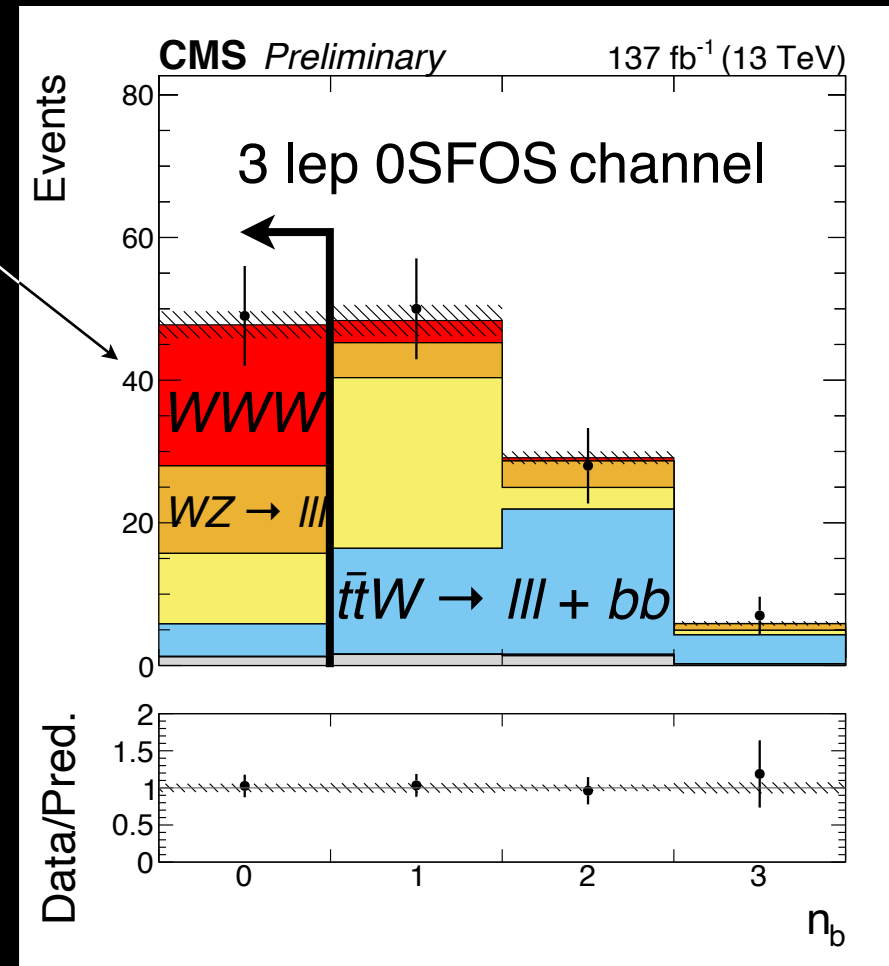 CMS Preliminary 137 fb⁻¹ (13 TeV)
Events
80
3 lep 0SFOS channel
60
40
WWW
WZ → lll
20
t̄tW → lll + bb
0
Data/Pred.
2
1.5
1
0.5
0
0 1 2 3
n_b